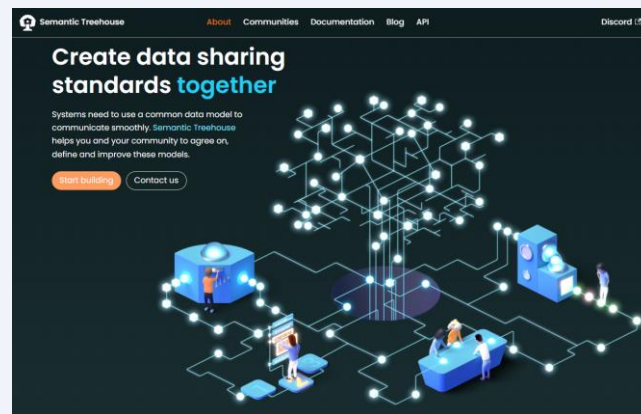 Semantic Treehouse
About Communities Documentation Blog API
Discord
Create data sharing
standards together
Systems need to use a common data model to
communicate smoothly. Semantic Treehouse
helps you and your community to agree on,
define and improve these models.
Start building
Contact us